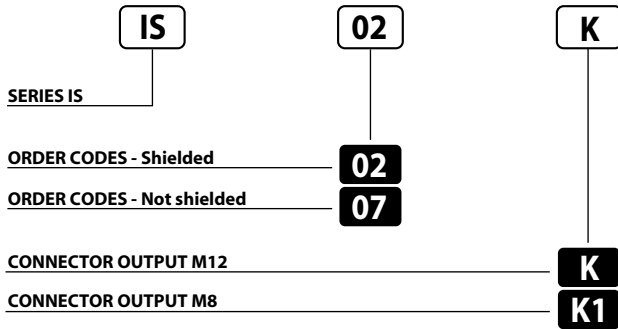 IS 02 K
SERIES IS
ORDER CODES - Shielded 02
ORDER CODES - Not shielded 07
CONNECTOR OUTPUT M12 K
CONNECTOR OUTPUT M8 K1